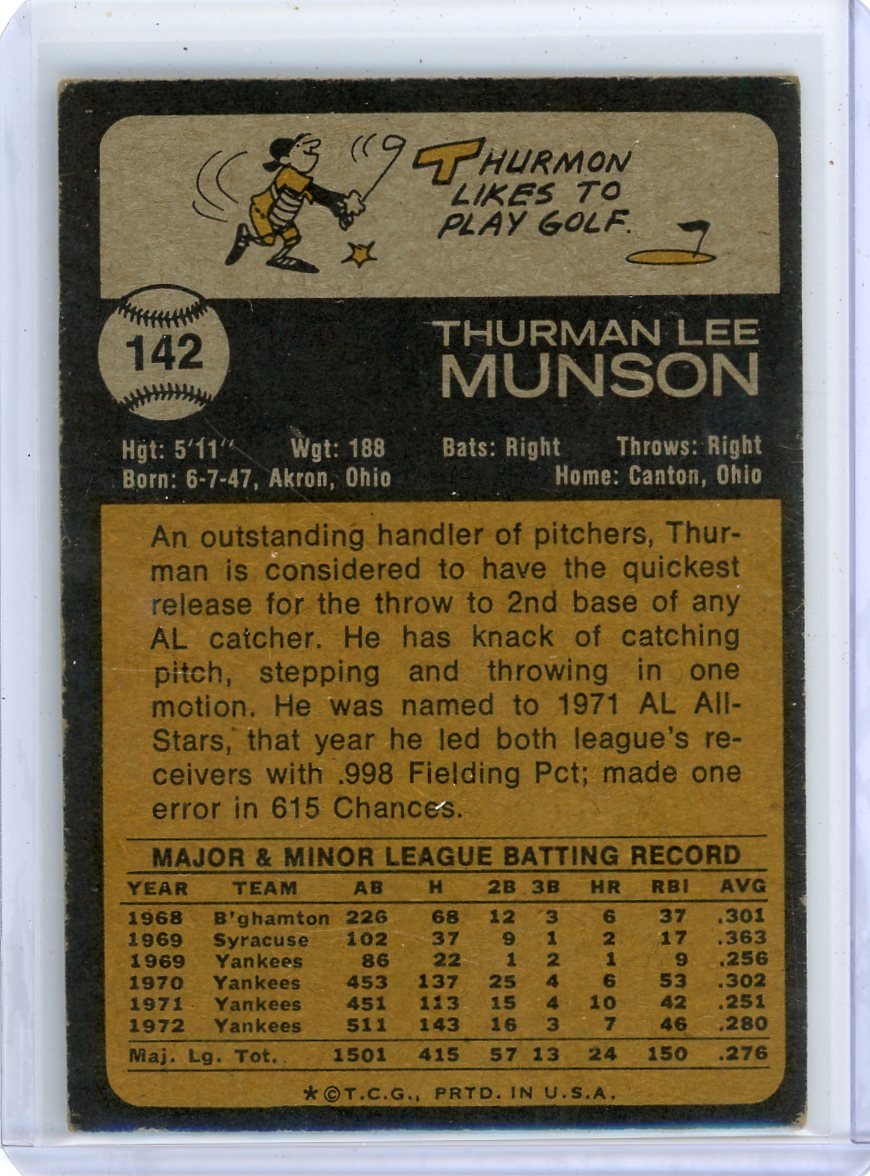 THURMON
LIKES TO
PLAY GOLF.
142
THURMAN LEE
MUNSON
Hgt: 5'11" Wgt: 188 Bats: Right Throws: Right
Born: 6-7-47, Akron, Ohio Home: Canton, Ohio
An outstanding handler of pitchers, Thur-
man is considered to have the quickest
release for the throw to 2nd base of any
AL catcher. He has knack of catching
pitch, stepping and throwing in one
motion. He was named to 1971 AL All-
Stars, that year he led both league's re-
ceivers with .998 Fielding Pct; made one
error in 615 Chances.
MAJOR & MINOR LEAGUE BATTING RECORD
YEAR TEAM AB H 2B 3B HR RBI AVG
1968 B'ghamton 226 68 12 3 6 37 .301
1969 Syracuse 102 37 9 1 2 17 .363
1969 Yankees 86 22 1 2 1 9 .256
1970 Yankees 453 137 25 4 6 53 .302
1971 Yankees 451 113 15 4 10 42 .251
1972 Yankees 511 143 16 3 7 46 .280
Maj. Lg. Tot. 1501 415 57 13 24 150 .276
*©T.C.G., PRTD. IN U.S.A.